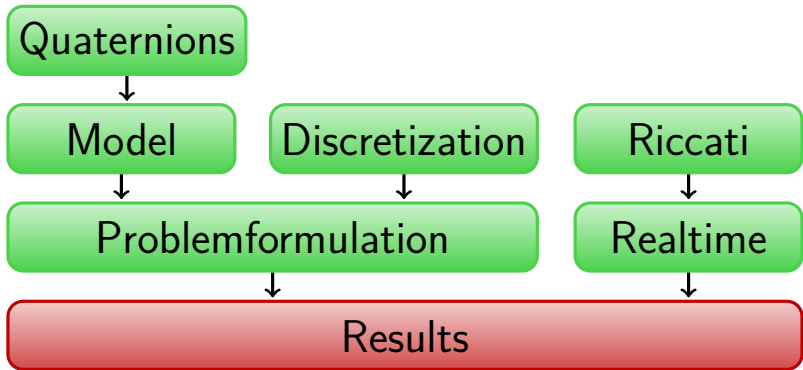 Quaternions
Model
Discretization
Riccati
Problemformulation
Realtime
Results